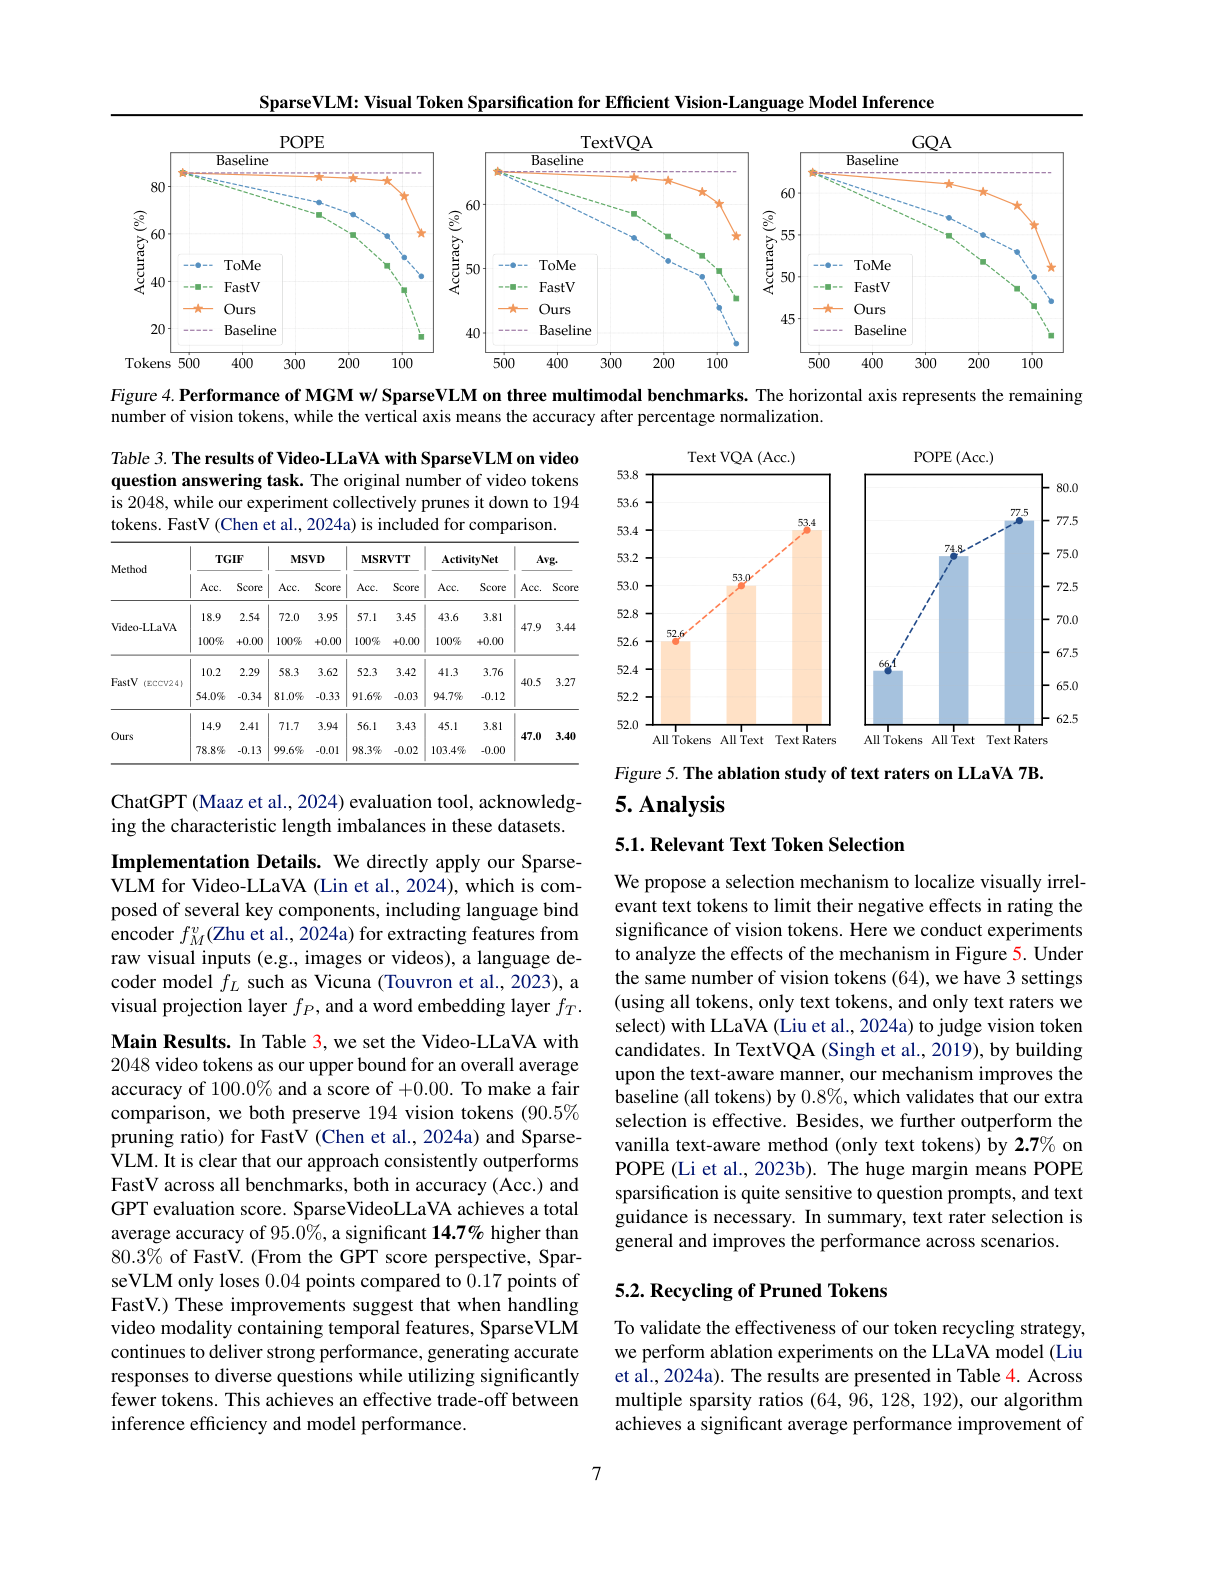 SparseVLM: Visual Token Sparsification for Efficient Vision-Language Model Inference
POPE
Baseline
80
60
40
20
Accuracy (%)
ToMe
FastV
Ours
Baseline
Tokens 500 400 300 200 100
TextVQA
Baseline
60
50
40
Accuracy (%)
ToMe
FastV
Ours
Baseline
500 400 300 200 100
GQA
Baseline
60
55
50
45
Accuracy (%)
ToMe
FastV
Ours
Baseline
500 400 300 200 100
Figure 4. Performance of MGM w/ SparseVLM on three multimodal benchmarks. The horizontal axis represents the remaining
number of vision tokens, while the vertical axis means the accuracy after percentage normalization.
Table 3. The results of Video-LLaVA with SparseVLM on video
question answering task. The original number of video tokens
is 2048, while our experiment collectively prunes it down to 194
tokens. FastV (Chen et al., 2024a) is included for comparison.
Method TGIF MSVD MSRVTT ActivityNet Avg.
Acc. Score Acc. Score Acc. Score Acc. Score Acc. Score
Video-LLaVA 18.9 2.54 72.0 3.95 57.1 3.45 43.6 3.81 47.9 3.44
100% +0.00 100% +0.00 100% +0.00 100% +0.00
FastV (ECCV24) 10.2 2.29 58.3 3.62 52.3 3.42 41.3 3.76 40.5 3.27
54.0% -0.34 81.0% -0.33 91.6% -0.03 94.7% -0.12
Ours 14.9 2.41 71.7 3.94 56.1 3.43 45.1 3.81 47.0 3.40
78.8% -0.13 99.6% -0.01 98.3% -0.02 103.4% -0.00
ChatGPT (Maaz et al., 2024) evaluation tool, acknowledg-
ing the characteristic length imbalances in these datasets.
Implementation Details. We directly apply our Sparse-
VLM for Video-LLaVA (Lin et al., 2024), which is com-
posed of several key components, including language bind
encoder f_M^v(Zhu et al., 2024a) for extracting features from
raw visual inputs (e.g., images or videos), a language de-
coder model f_L such as Vicuna (Touvron et al., 2023), a
visual projection layer f_P, and a word embedding layer f_T.
Main Results. In Table 3, we set the Video-LLaVA with
2048 video tokens as our upper bound for an overall average
accuracy of 100.0% and a score of +0.00. To make a fair
comparison, we both preserve 194 vision tokens (90.5%
pruning ratio) for FastV (Chen et al., 2024a) and Sparse-
VLM. It is clear that our approach consistently outperforms
FastV across all benchmarks, both in accuracy (Acc.) and
GPT evaluation score. SparseVideoLLaVA achieves a total
average accuracy of 95.0%, a significant 14.7% higher than
80.3% of FastV. (From the GPT score perspective, Spar-
seVLM only loses 0.04 points compared to 0.17 points of
FastV.) These improvements suggest that when handling
video modality containing temporal features, SparseVLM
continues to deliver strong performance, generating accurate
responses to diverse questions while utilizing significantly
fewer tokens. This achieves an effective trade-off between
inference efficiency and model performance.
Text VQA (Acc.)
53.8
53.6
53.4
53.2
53.0
52.8
52.6
52.4
52.2
52.0
52.6
53.0
53.4
All Tokens All Text Text Raters
POPE (Acc.)
80.0
77.5
75.0
72.5
70.0
67.5
65.0
62.5
66.1
74.8
77.5
All Tokens All Text Text Raters
Figure 5. The ablation study of text raters on LLaVA 7B.
5. Analysis
5.1. Relevant Text Token Selection
We propose a selection mechanism to localize visually irrel-
evant text tokens to limit their negative effects in rating the
significance of vision tokens. Here we conduct experiments
to analyze the effects of the mechanism in Figure 5. Under
the same number of vision tokens (64), we have 3 settings
(using all tokens, only text tokens, and only text raters we
select) with LLaVA (Liu et al., 2024a) to judge vision token
candidates. In TextVQA (Singh et al., 2019), by building
upon the text-aware manner, our mechanism improves the
baseline (all tokens) by 0.8%, which validates that our extra
selection is effective. Besides, we further outperform the
vanilla text-aware method (only text tokens) by 2.7% on
POPE (Li et al., 2023b). The huge margin means POPE
sparsification is quite sensitive to question prompts, and text
guidance is necessary. In summary, text rater selection is
general and improves the performance across scenarios.
5.2. Recycling of Pruned Tokens
To validate the effectiveness of our token recycling strategy,
we perform ablation experiments on the LLaVA model (Liu
et al., 2024a). The results are presented in Table 4. Across
multiple sparsity ratios (64, 96, 128, 192), our algorithm
achieves a significant average performance improvement of
7